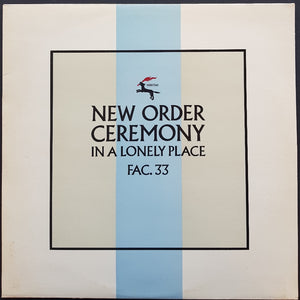 NEW ORDER
CEREMONY
IN A LONELY PLACE
FAC. 33